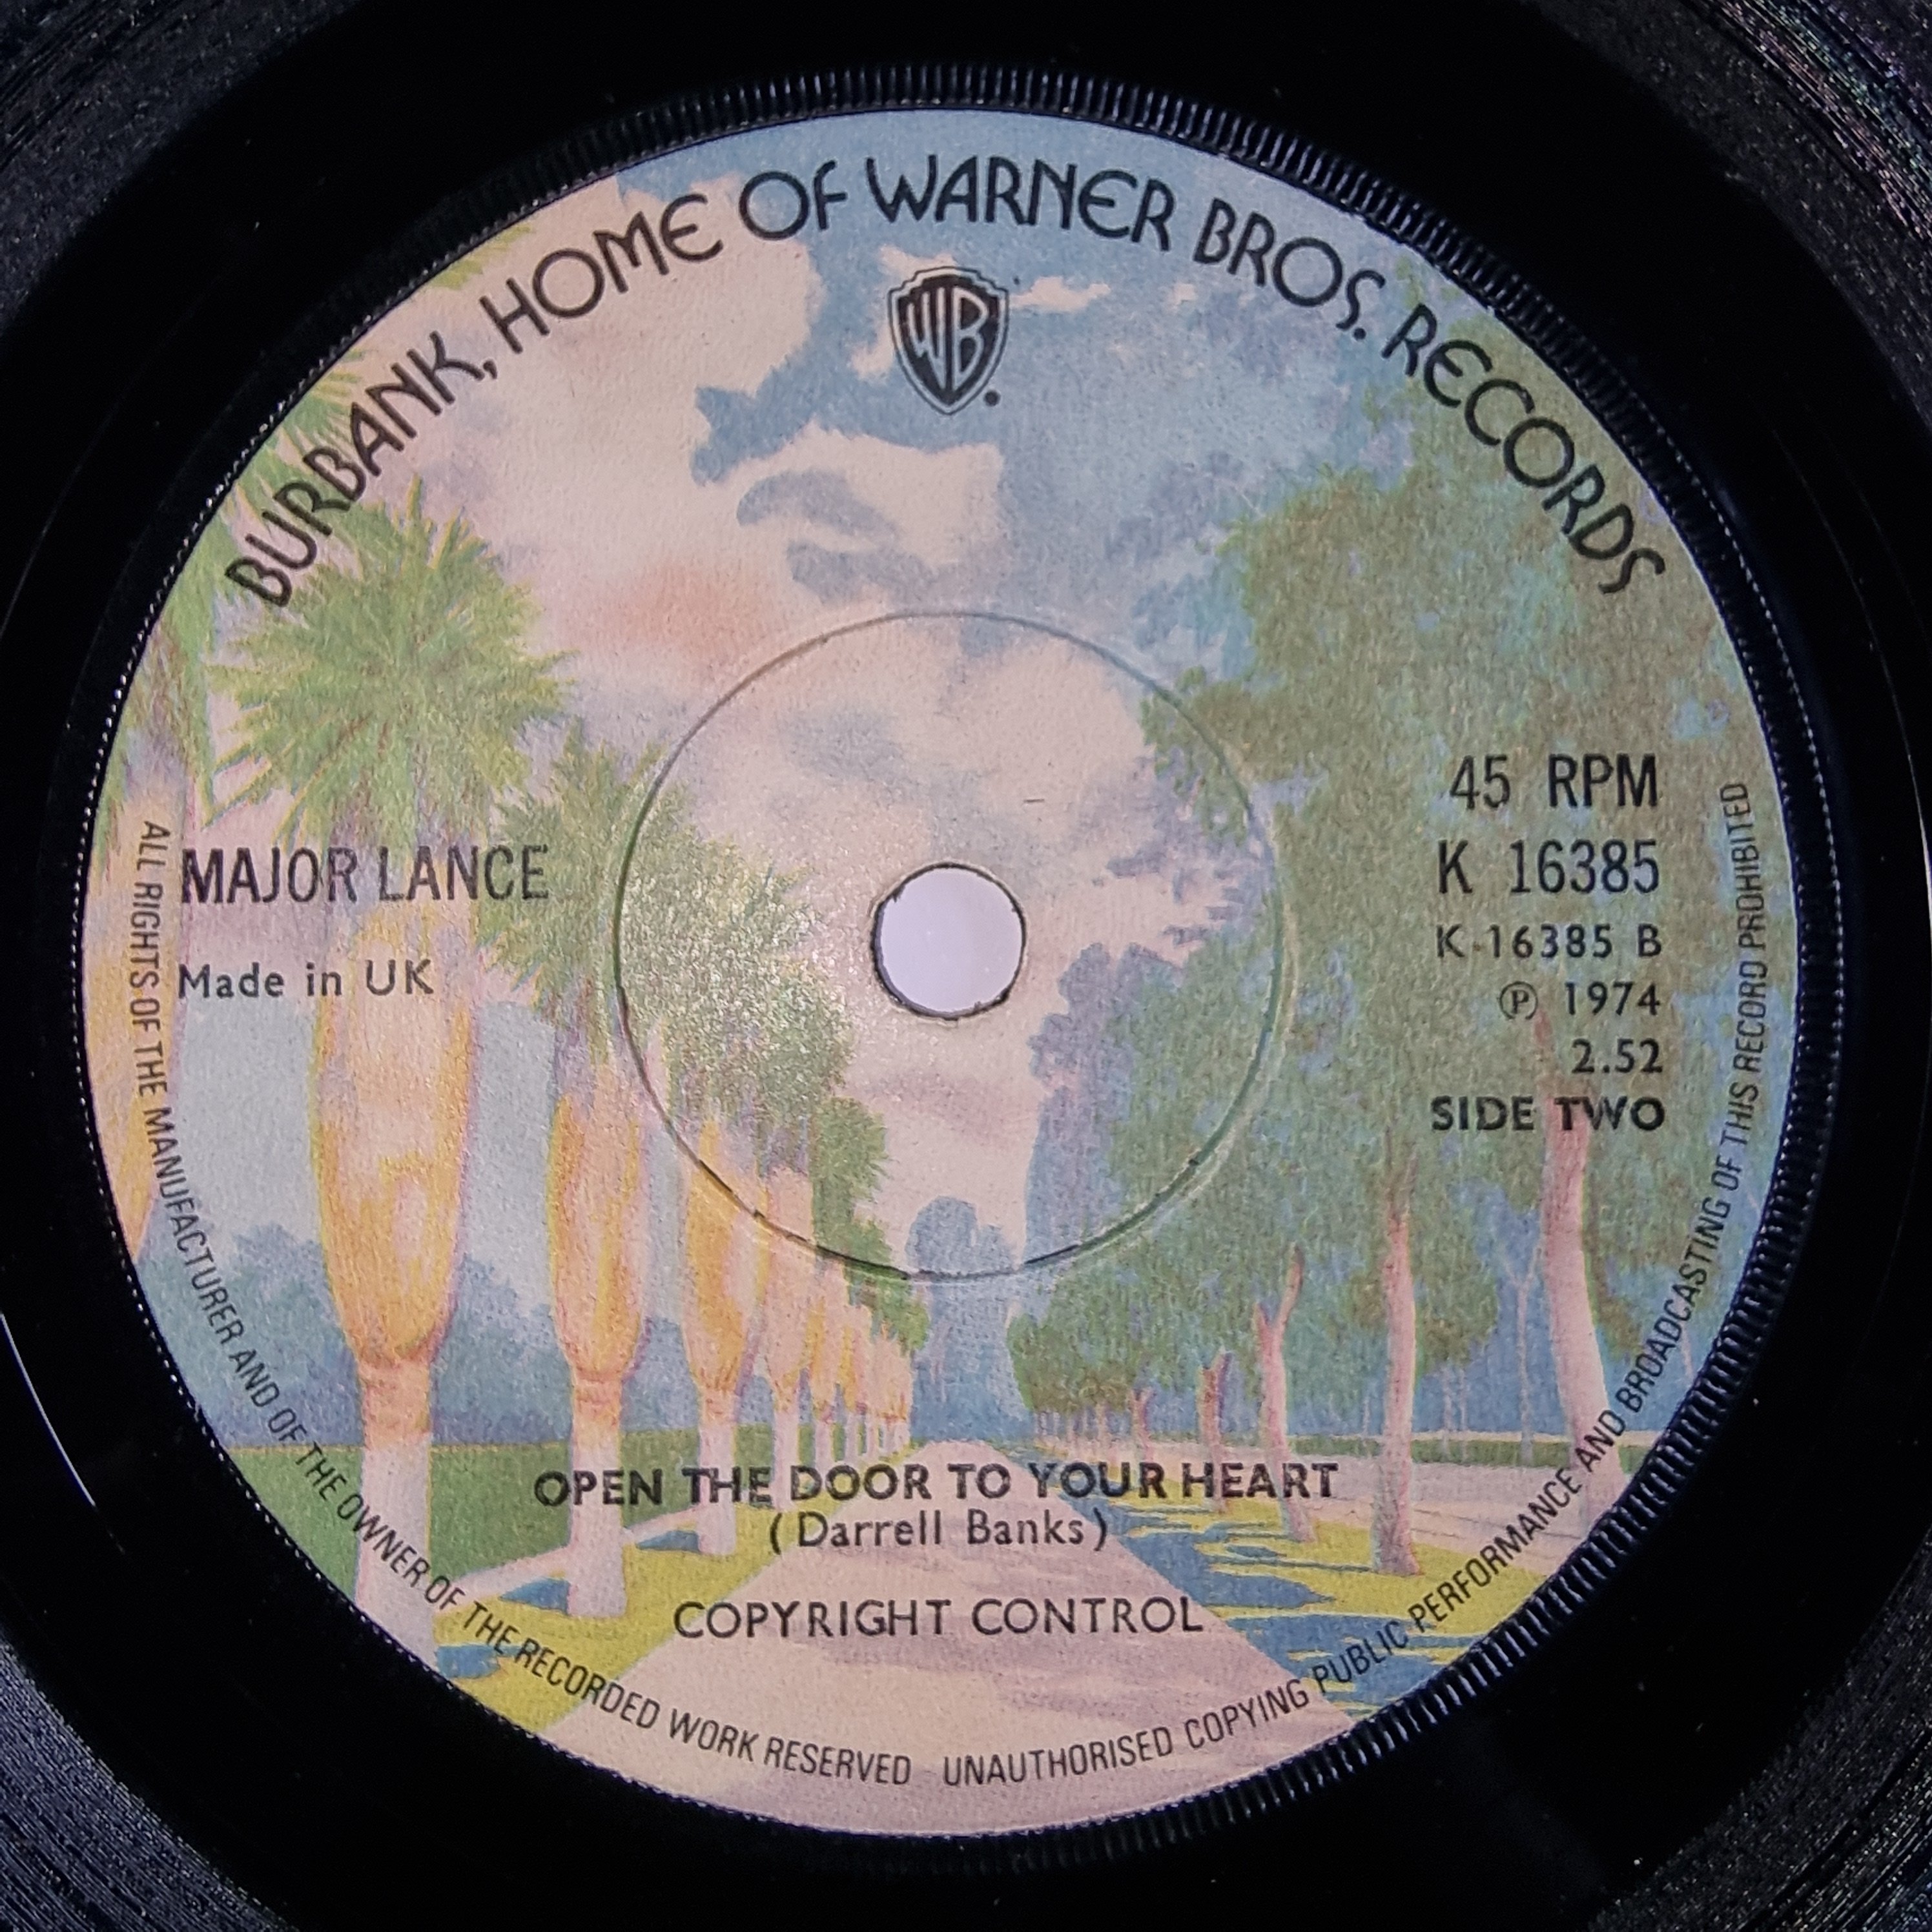 BURBANK, HOME OF WARNER BROS. RECORDS
WB
MAJOR LANCE
Made in UK
45 RPM
K 16385
K 16385 B
Ⓟ 1974
2.52
SIDE TWO
OPEN THE DOOR TO YOUR HEART
(Darrell Banks)
COPYRIGHT CONTROL
ALL RIGHTS OF THE MANUFACTURER AND OF THE OWNER OF THE RECORDED WORK RESERVED UNAUTHORISED COPYING PUBLIC PERFORMANCE AND BROADCASTING OF THIS RECORD PROHIBITED